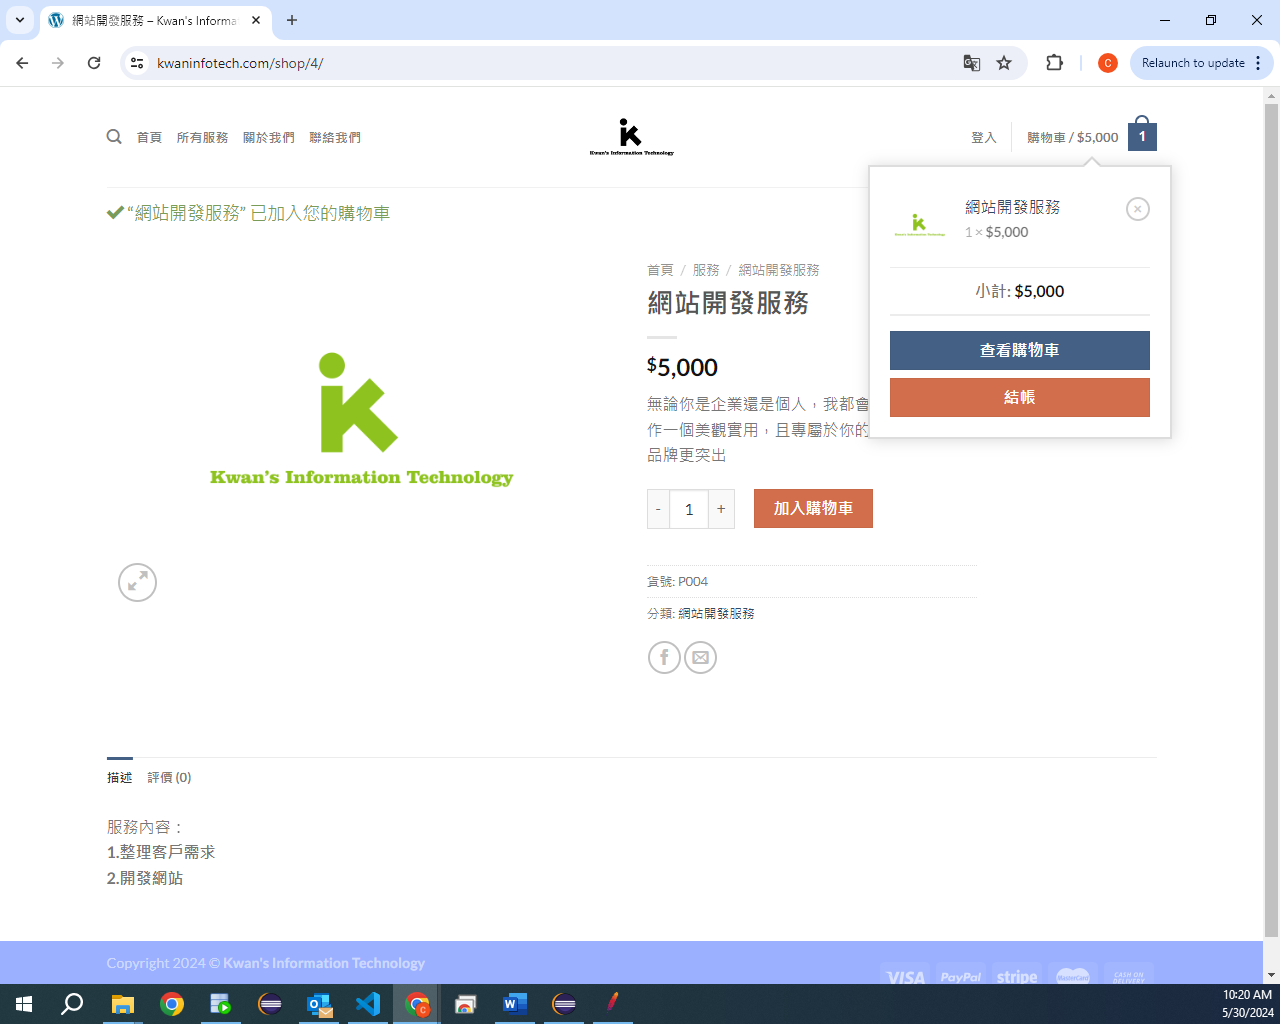 網站開發服務 – Kwan's Informa
kwaninfotech.com/shop/4/
Relaunch to update
C
首頁
所有服務
關於我們
聯絡我們
Kwan's Information Technology
登入
購物車 / $5,000
1
“網站開發服務” 已加入您的購物車
網站開發服務
1 × $5,000
小計: $5,000
查看購物車
結帳
Kwan's Information Technology
首頁 / 服務 / 網站開發服務
網站開發服務
$5,000
無論你是企業還是個人，我都會
作一個美觀實用，且專屬於你的
品牌更突出
- 1 +
加入購物車
貨號: P004
分類: 網站開發服務
描述
評價 (0)
服務內容：
1.整理客戶需求
2.開發網站
Copyright 2024 © Kwan's Information Technology
VISA
PayPal
stripe
MasterCard
CASH ON
10:20 AM
5/30/2024